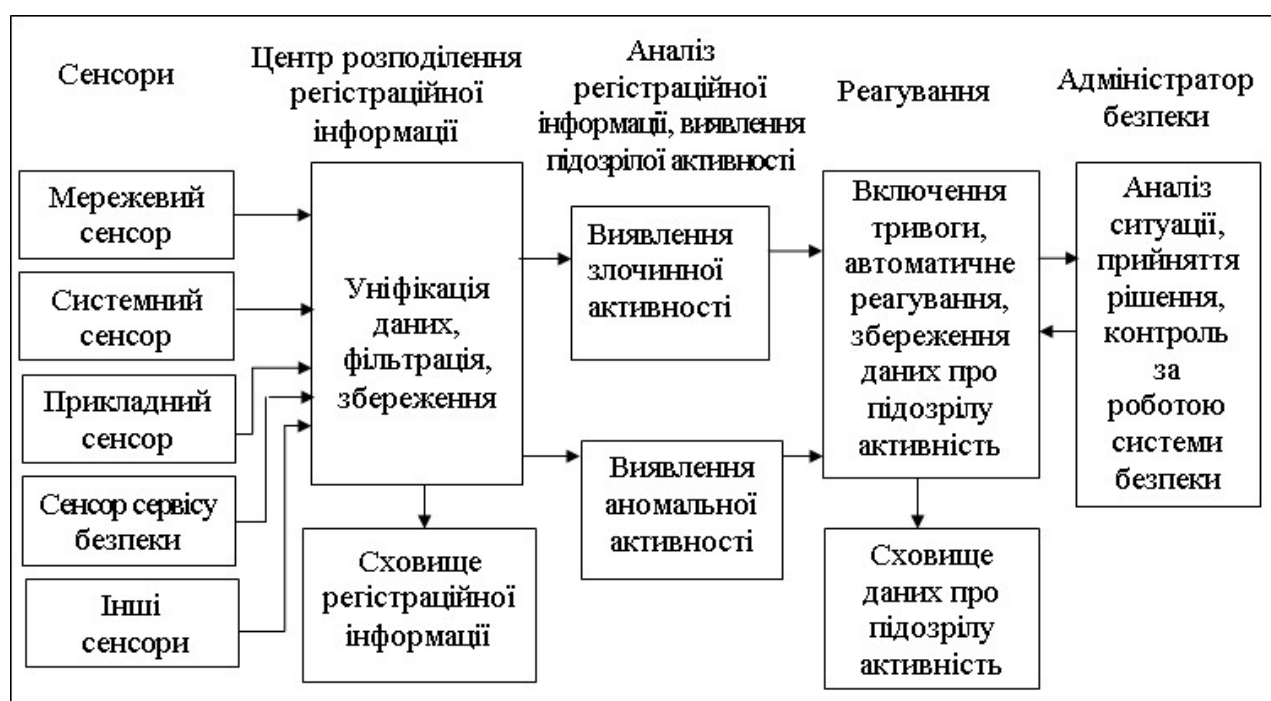 Сенсори
Центр розподілення
регістраційної
інформації
Аналіз
регістраційної
інформації, виявлення
підозрілої активності
Реагування
Адміністратор
безпеки
Мережевий
сенсор
Системний
сенсор
Прикладний
сенсор
Сенсор сервісу
безпеки
Інші
сенсори
Уніфікація
даних,
фільтрація,
збереження
Сховище
регістраційної
інформації
Виявлення
злочинної
активності
Виявлення
аномальної
активності
Включення
тривоги,
автоматичне
реагування,
збереження
даних про
підозрілу
активність
Сховище
даних про
підозрілу
активність
Аналіз
ситуації,
прийняття
рішення,
контроль
за
роботою
системи
безпеки